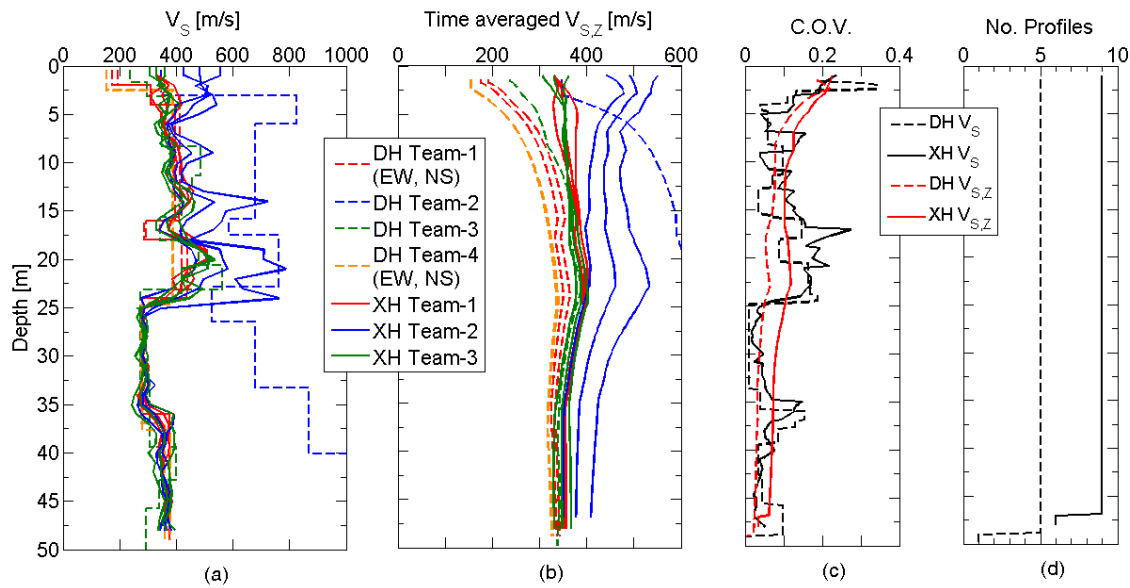 V_S [m/s]
0 200 400 600 800 1000
Depth [m]
0
5
10
15
20
25
30
35
40
45
50
DH Team-1
(EW, NS)
DH Team-2
DH Team-3
DH Team-4
(EW, NS)
XH Team-1
XH Team-2
XH Team-3
(a)
Time averaged V_S,Z [m/s]
0 200 400 600
(b)
C.O.V.
0 0.2 0.4
DH V_S
XH V_S
DH V_S,Z
XH V_S,Z
(c)
No. Profiles
0 5 10
(d)